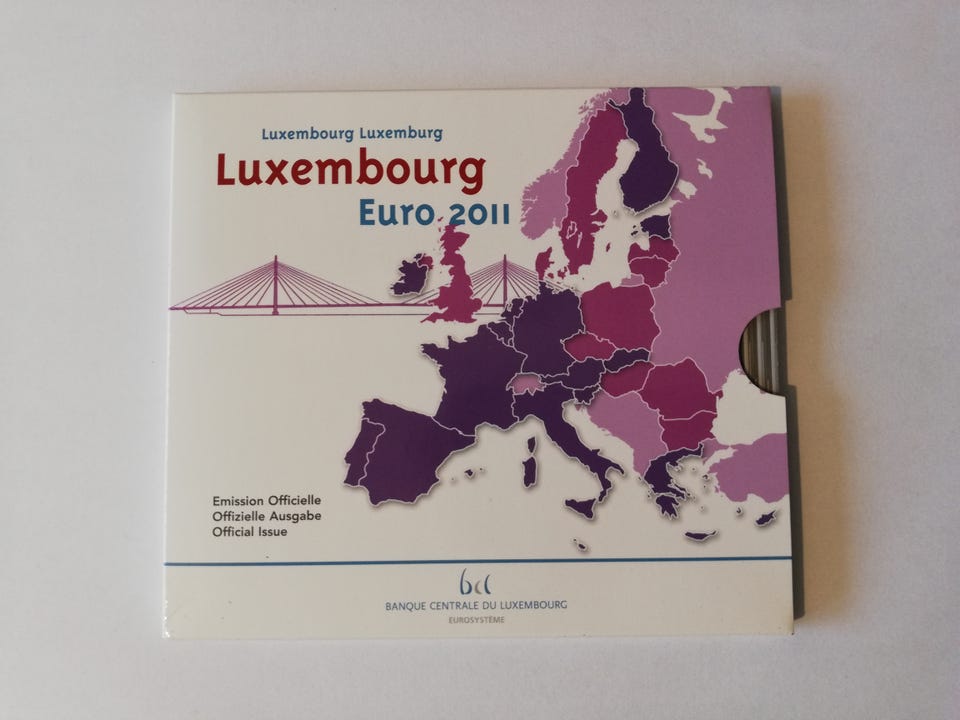 Luxembourg Luxemburg
Luxembourg
Euro 2011
Emission Officielle
Offizielle Ausgabe
Official Issue
bcl
BANQUE CENTRALE DU LUXEMBOURG
EUROSYSTÈME